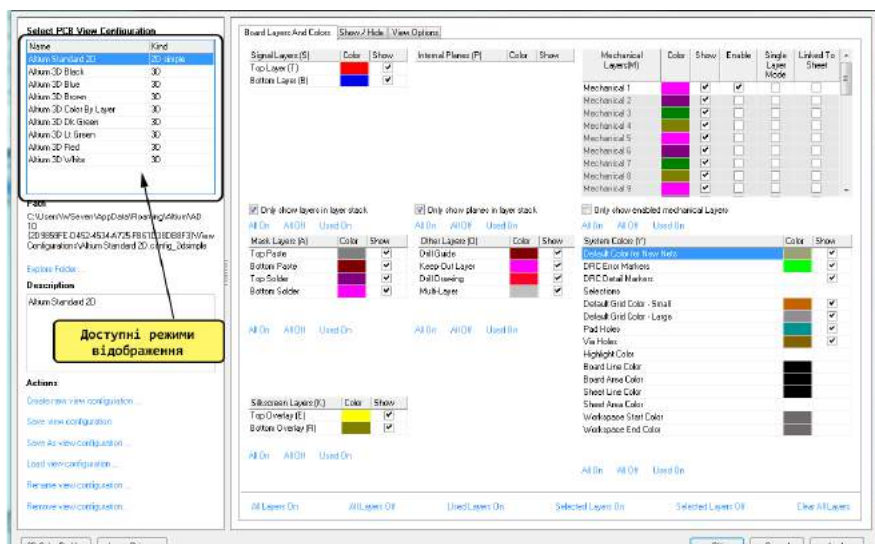 Select PCB View Configuration
Name Kind
Altium Standard 2D 2D simple
Altium 3D Black 3D
Altium 3D Blue 3D
Altium 3D Brown 3D
Altium 3D Color By Layer 3D
Altium 3D Dk Green 3D
Altium 3D Lt Green 3D
Altium 3D Red 3D
Altium 3D White 3D
Path
Configurations\Altium Standard 2D.config_2dsimple
Explore Folder...
Description
Altium Standard 2D
Доступні режими
відображення
Actions
Create new view configuration ...
Save view configuration
Save As view configuration ...
Load view configuration ...
Rename view configuration ...
Remove view configuration ...
Board Layers And Colors Show / Hide View Options
Signal Layers (S) Color Show
Top Layer (T)
Bottom Layer (B)
Only show layers in layer stack
All On All Off Used On
Internal Planes (P) Color Show
Only show planes in layer stack
All On All Off Used On
Mechanical Layers(M) Color Show Enable Single Layer Mode Linked To Sheet
Mechanical 1
Mechanical 2
Mechanical 3
Mechanical 4
Mechanical 5
Mechanical 6
Mechanical 7
Mechanical 8
Mechanical 9
Only show enabled mechanical Layers
All On All Off Used On
Mask Layers (A) Color Show
Top Paste
Bottom Paste
Top Solder
Bottom Solder
All On All Off Used On
Other Layers (O) Color Show
Drill Guide
Keep-Out Layer
Drill Drawing
Multi-Layer
All On All Off Used On
System Colors (Y) Color Show
Default Color for New Nets
DRC Error Markers
DRC Detail Markers
Selections
Default Grid Color - Small
Default Grid Color - Large
Pad Holes
Via Holes
Highlight Color
Board Line Color
Board Area Color
Sheet Line Color
Sheet Area Color
Workspace Start Color
Workspace End Color
All On All Off Used On
Silkscreen Layers (K) Color Show
Top Overlay (E)
Bottom Overlay (R)
All On All Off Used On
All Layers On All Layers Off Used Layers On Selected Layers On Selected Layers Off Clear All Layers